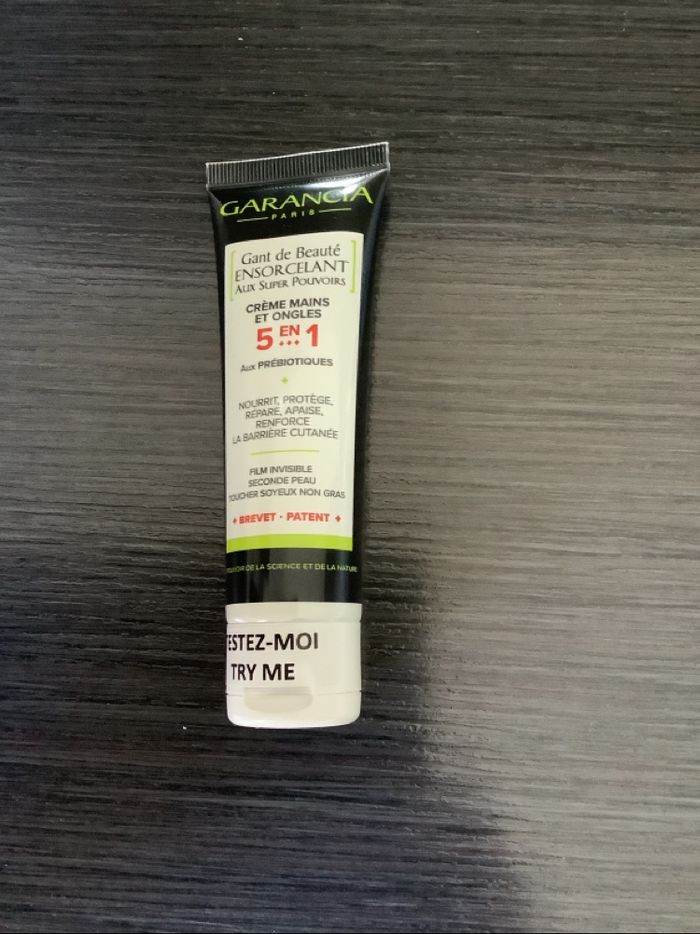 GARANCIA
PARIS
Gant de Beauté
ENSORCELANT
AUX SUPER POUVOIRS
CRÈME MAINS
ET ONGLES
5 EN 1
Aux PRÉBIOTIQUES
NOURRIT, PROTÈGE,
RÉPARE, APAISE,
RENFORCE
LA BARRIÈRE CUTANÉE
FILM INVISIBLE
SECONDE PEAU
TOUCHER SOYEUX NON GRAS
+ BREVET - PATENT +
DE LA SCIENCE ET DE LA NATURE
TESTEZ-MOI
TRY ME